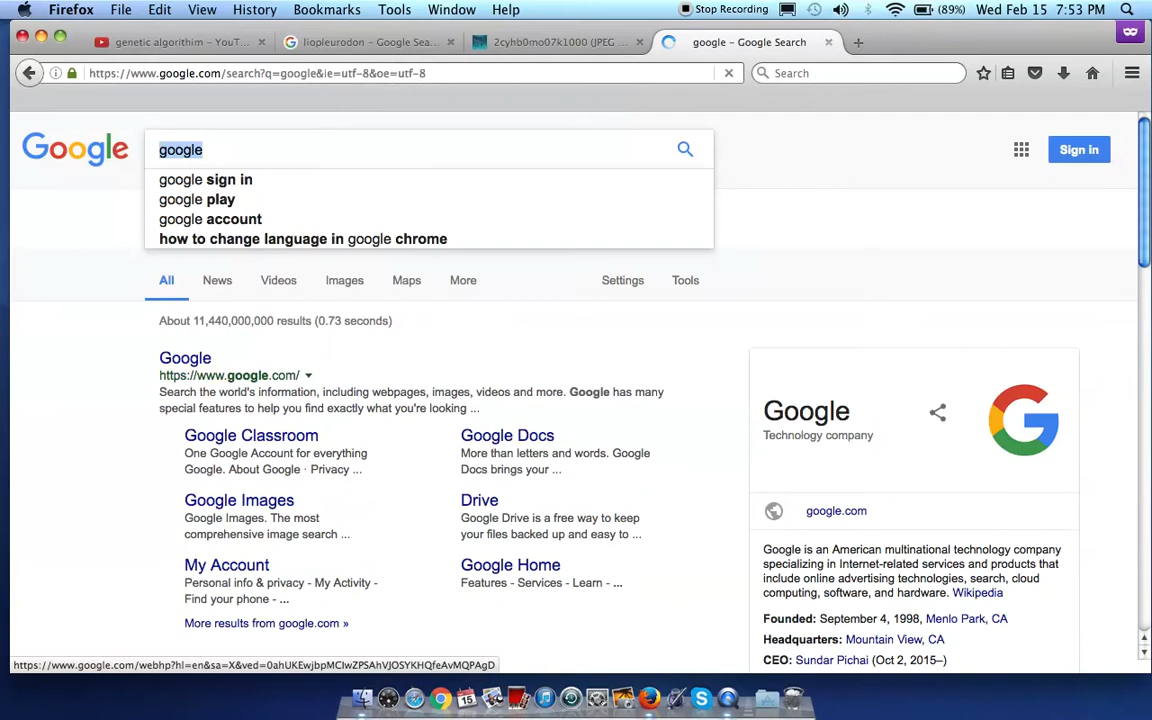 Firefox File Edit View History Bookmarks Tools Window Help Stop Recording (89%) Wed Feb 15 7:53 PM
genetic algorithim – YouT... liopleurodon – Google Sea... 2cyhb0mo07k1000 (JPEG ... google – Google Search
https://www.google.com/search?q=google&ie=utf-8&oe=utf-8 Search
Google google Sign in
google sign in
google play
google account
how to change language in google chrome
All News Videos Images Maps More Settings Tools
About 11,440,000,000 results (0.73 seconds)
Google
https://www.google.com/
Search the world's information, including webpages, images, videos and more. Google has many
special features to help you find exactly what you're looking ...
Google Classroom
One Google Account for everything
Google. About Google · Privacy ...
Google Docs
More than letters and words. Google
Docs brings your ...
Google Images
Google Images. The most
comprehensive image search ...
Drive
Google Drive is a free way to keep
your files backed up and easy to ...
My Account
Personal info & privacy - My Activity -
Find your phone - ...
Google Home
Features - Services - Learn - ...
More results from google.com »
Google
Technology company
google.com
Google is an American multinational technology company
specializing in Internet-related services and products that
include online advertising technologies, search, cloud
computing, software, and hardware. Wikipedia
Founded: September 4, 1998, Menlo Park, CA
Headquarters: Mountain View, CA
CEO: Sundar Pichai (Oct 2, 2015–)
15